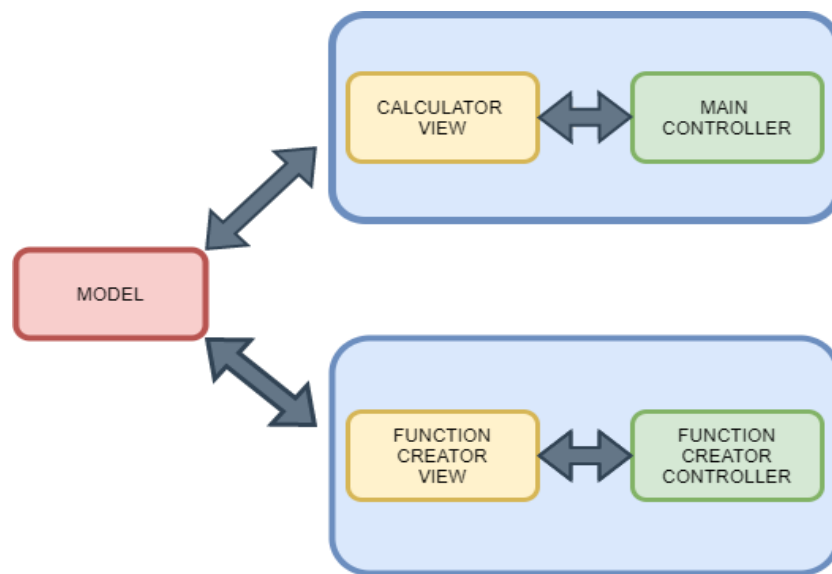 CALCULATOR
VIEW
MAIN
CONTROLLER
MODEL
FUNCTION
CREATOR
VIEW
FUNCTION
CREATOR
CONTROLLER